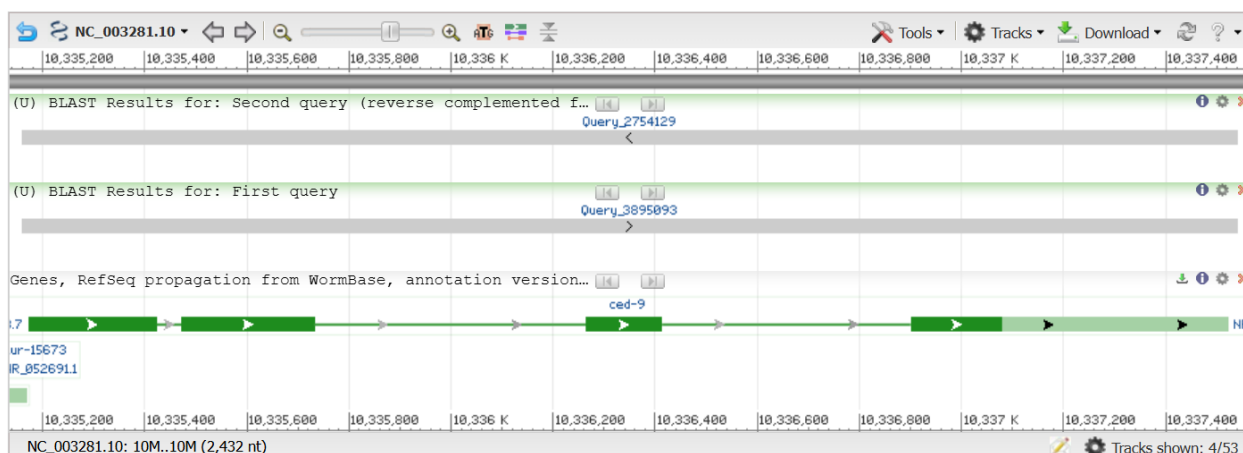 NC_003281.10 Tools Tracks Download ?
10,335,200 10,335,400 10,335,600 10,335,800 10,336 K 10,336,200 10,336,400 10,336,600 10,336,800 10,337 K 10,337,200 10,337,400
(U) BLAST Results for: Second query (reverse complemented f…
Query_2754129
<
(U) BLAST Results for: First query
Query_3895093
>
Genes, RefSeq propagation from WormBase, annotation version…
ced-9
.7
ur-15673
NR_052691.1
10,335,200 10,335,400 10,335,600 10,335,800 10,336 K 10,336,200 10,336,400 10,336,600 10,336,800 10,337 K 10,337,200 10,337,400
NC_003281.10: 10M..10M (2,432 nt) Tracks shown: 4/53